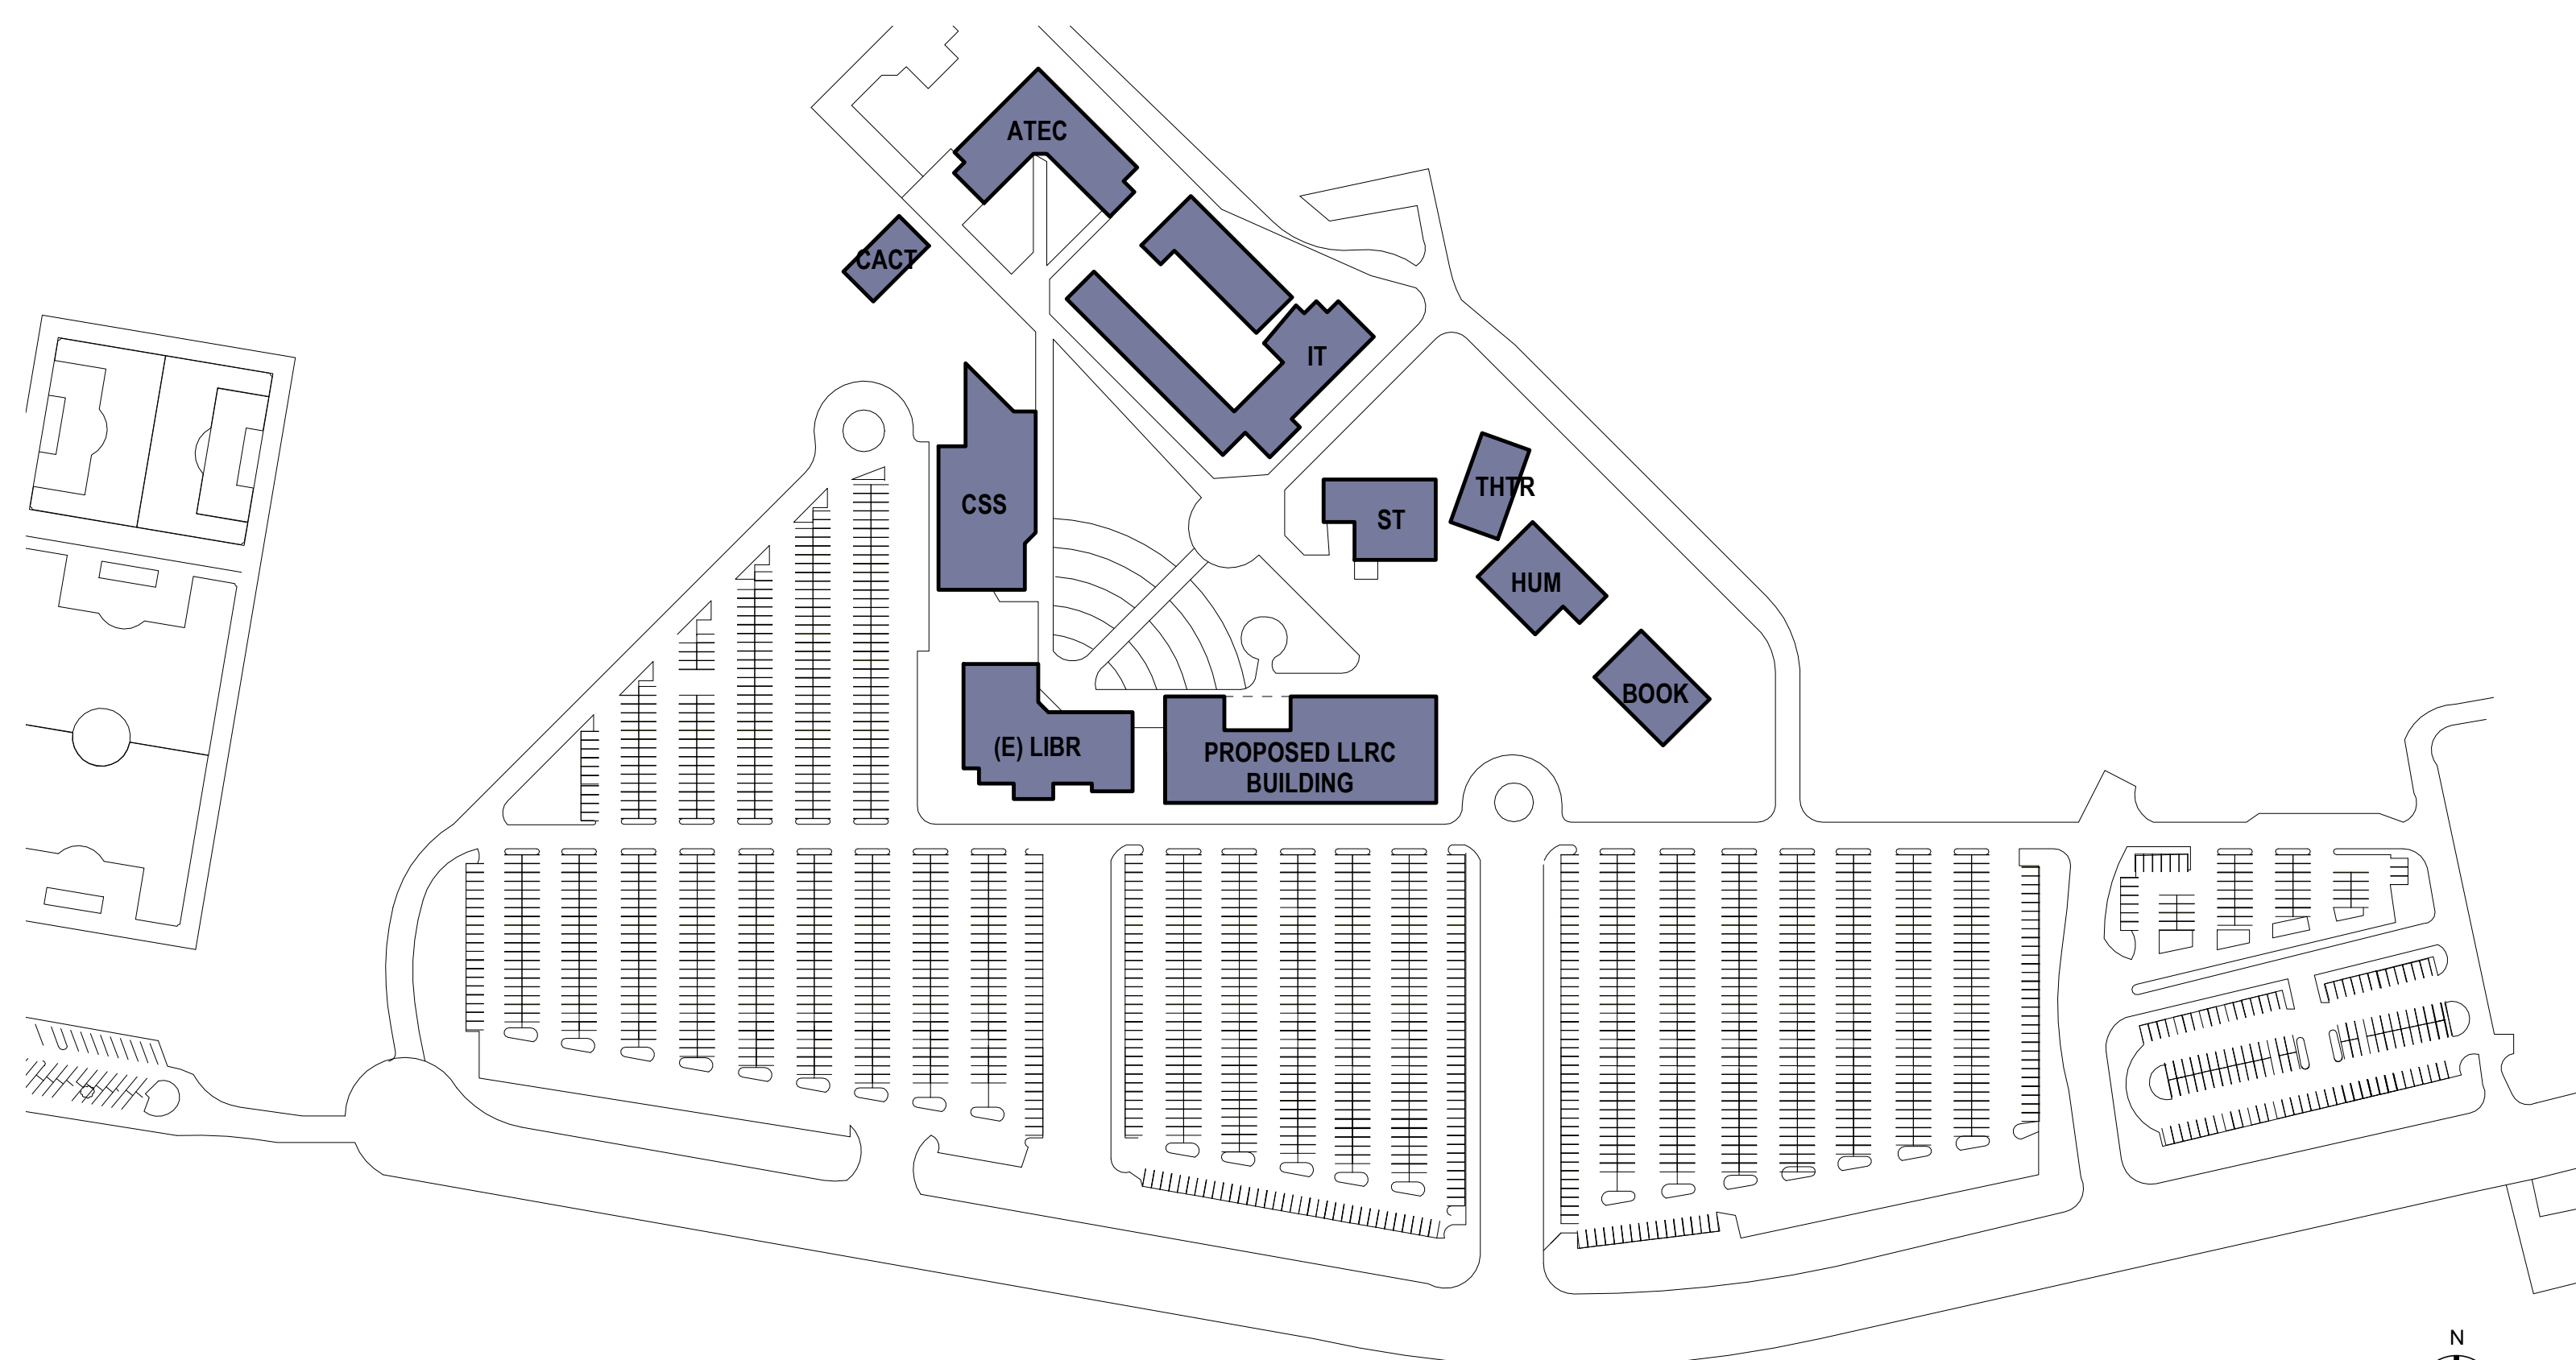 ATEC
CACT
IT
THTR
CSS
ST
HUM
BOOK
(E) LIBR
PROPOSED LLRC
BUILDING
N